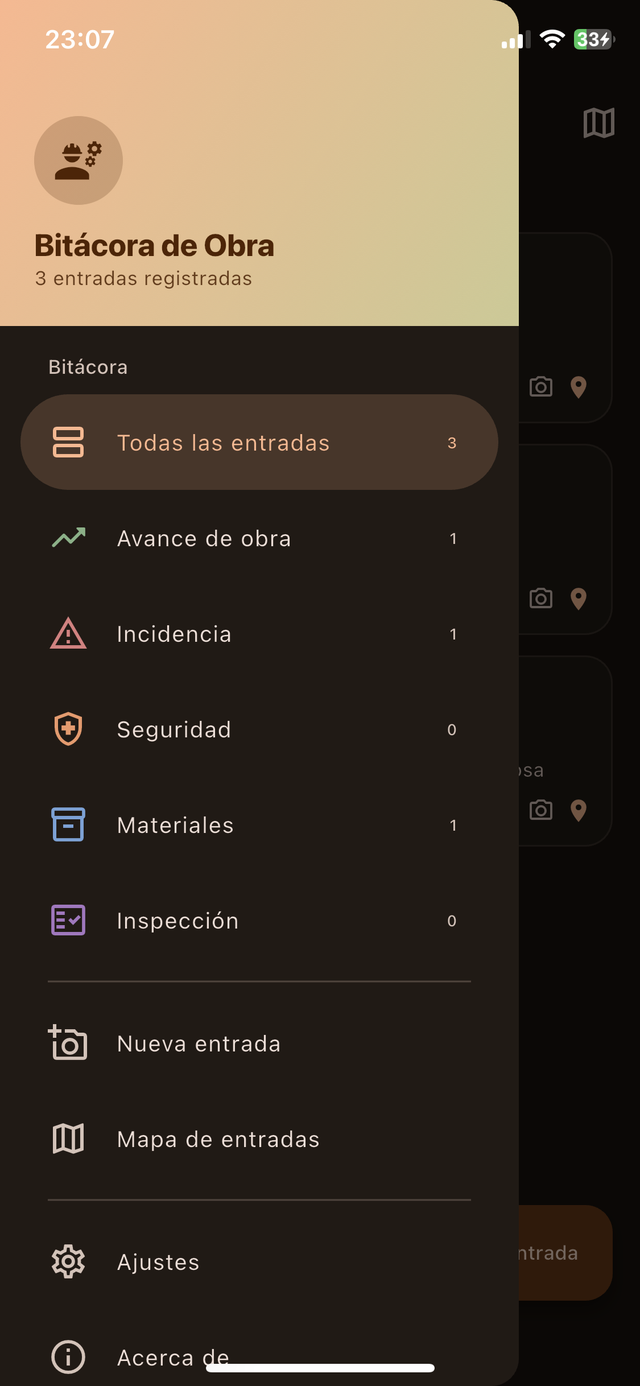 23:07
33
Bitácora de Obra
3 entradas registradas
Bitácora
Todas las entradas 3
Avance de obra 1
Incidencia 1
Seguridad 0
Materiales 1
Inspección 0
Nueva entrada
Mapa de entradas
Ajustes
Acerca de